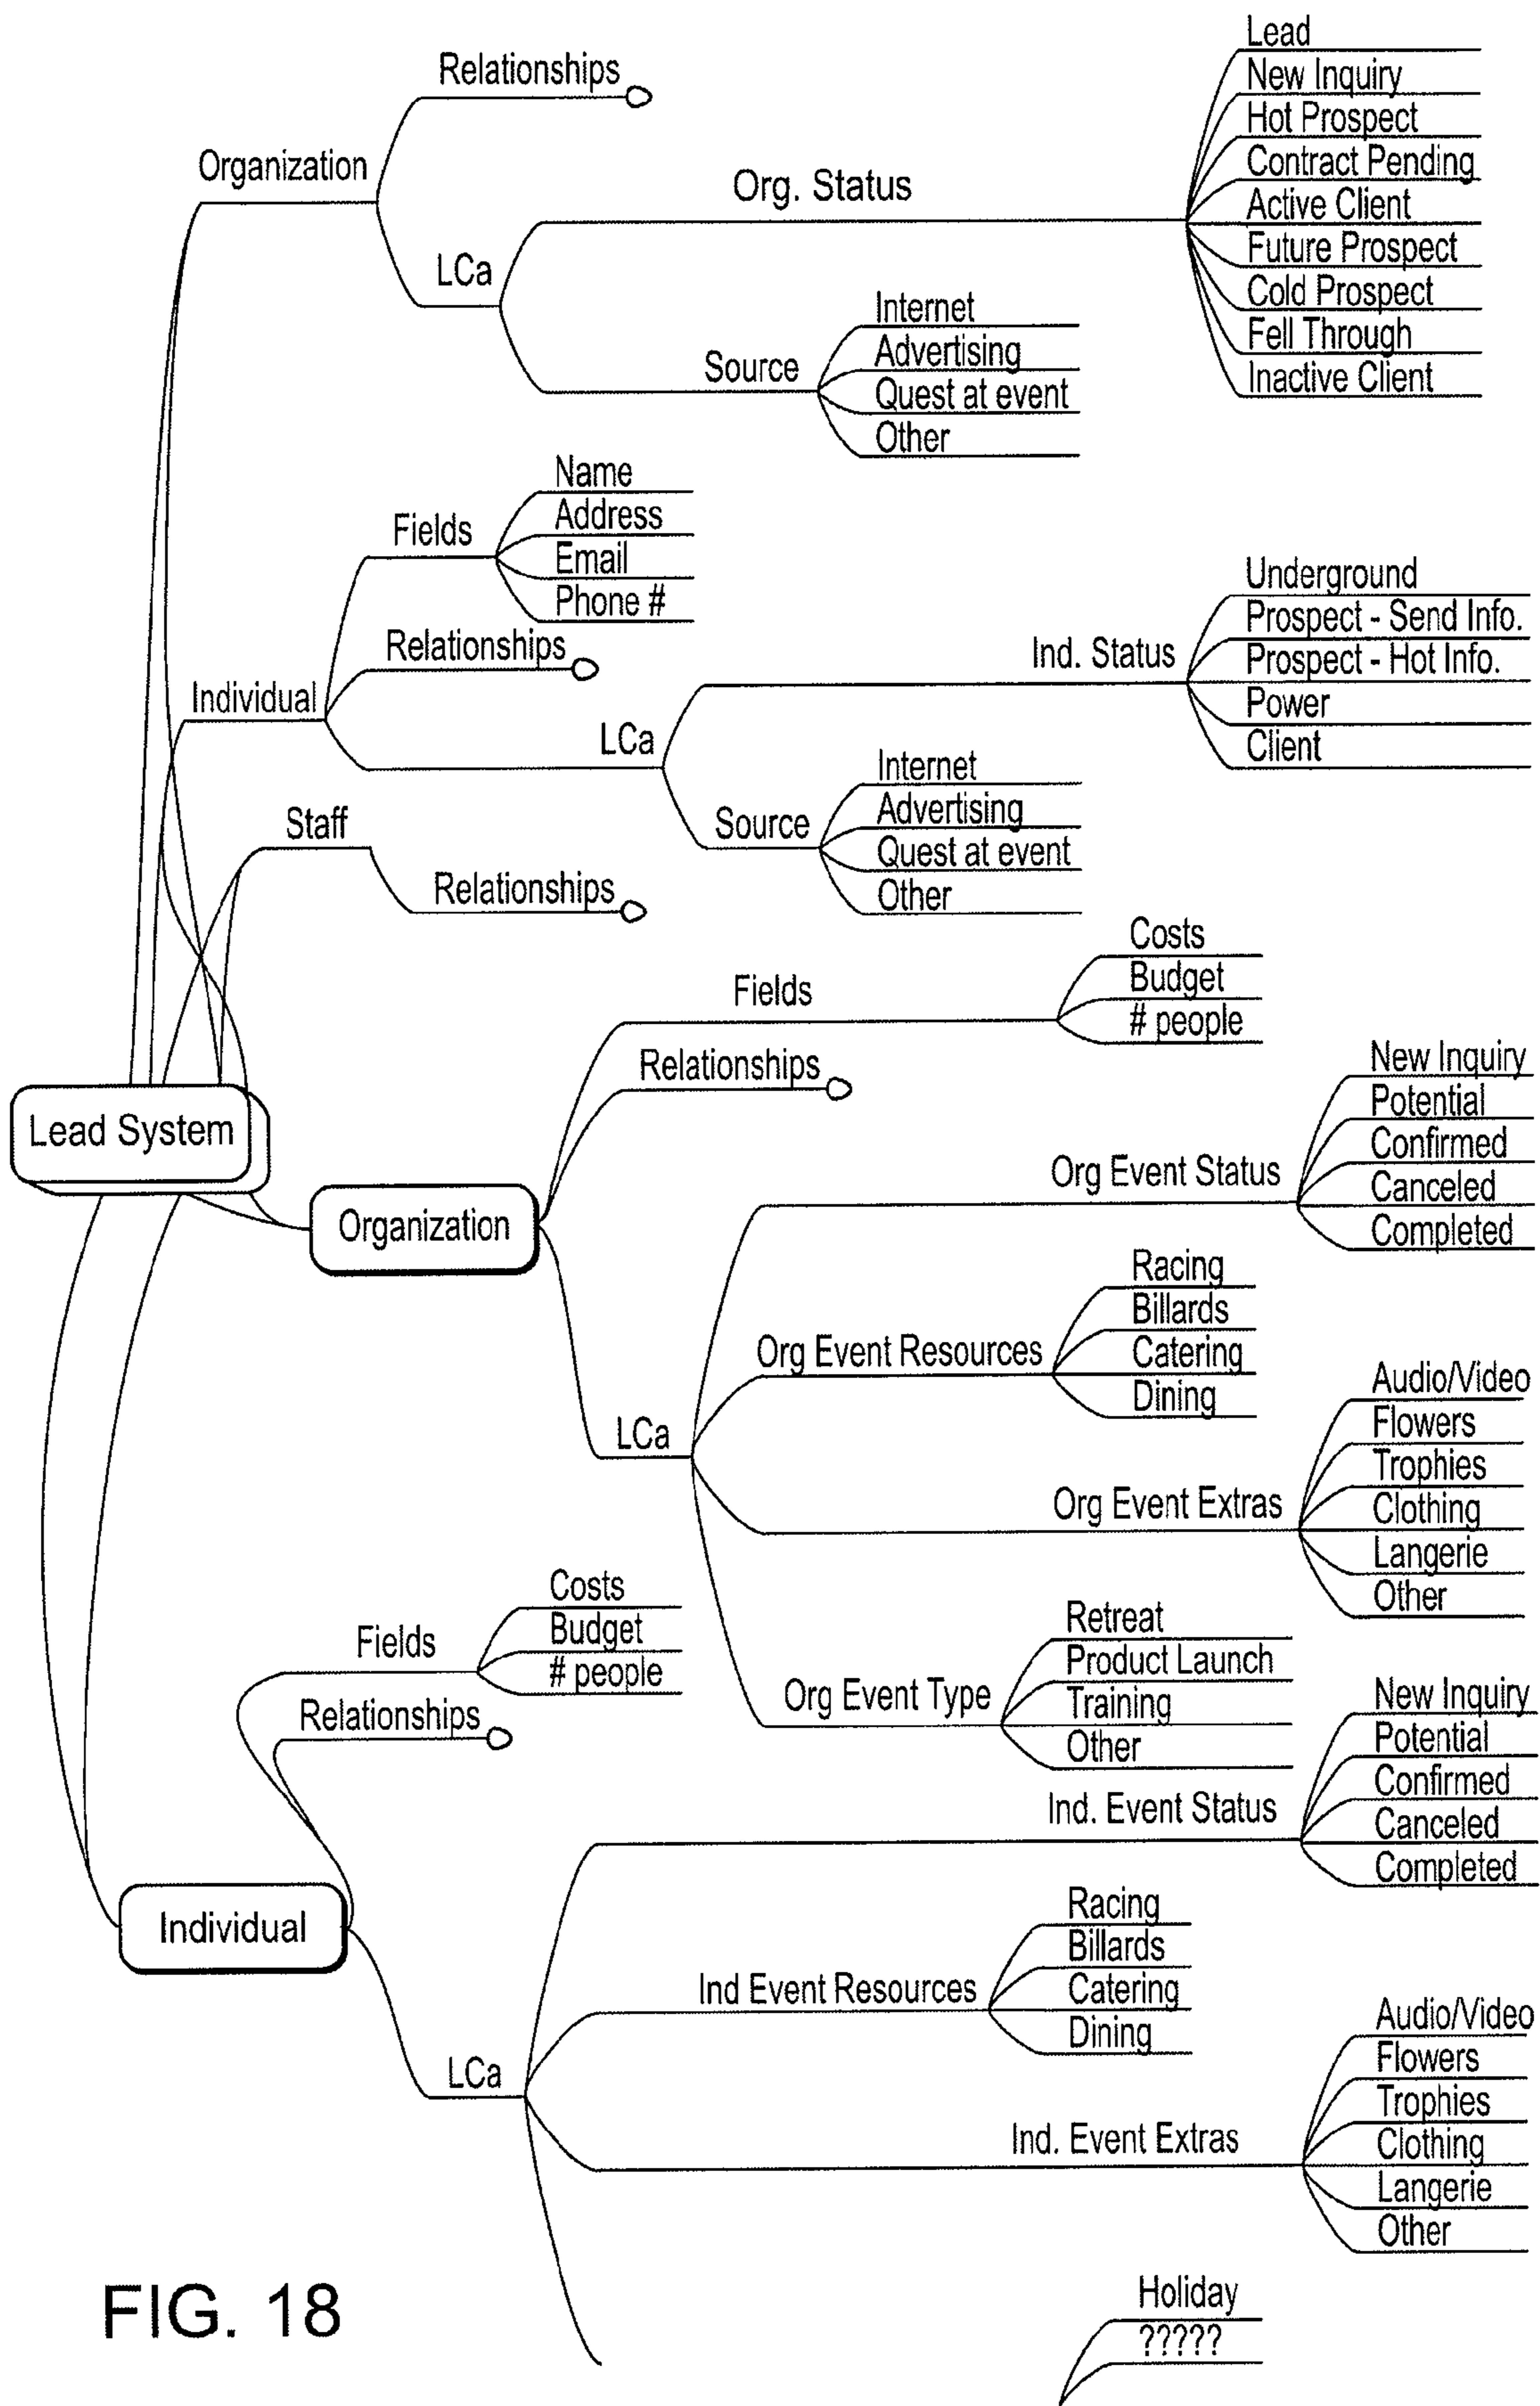 Relationships
Organization
LCa
Org. Status
Lead
New Inquiry
Hot Prospect
Contract Pending
Active Client
Future Prospect
Cold Prospect
Fell Through
Inactive Client
Source
Internet
Advertising
Quest at event
Other
Individual
Fields
Name
Address
Email
Phone #
Relationships
LCa
Ind. Status
Underground
Prospect - Send Info.
Prospect - Hot Info.
Power
Client
Source
Internet
Advertising
Quest at event
Other
Staff
Relationships
Lead System
Organization
Fields
Costs
Budget
# people
Relationships
LCa
Org Event Status
New Inquiry
Potential
Confirmed
Canceled
Completed
Org Event Resources
Racing
Billards
Catering
Dining
Org Event Extras
Audio/Video
Flowers
Trophies
Clothing
Langerie
Other
Org Event Type
Retreat
Product Launch
Training
Other
Individual
Fields
Costs
Budget
# people
Relationships
LCa
Ind. Event Status
New Inquiry
Potential
Confirmed
Canceled
Completed
Ind Event Resources
Racing
Billards
Catering
Dining
Ind. Event Extras
Audio/Video
Flowers
Trophies
Clothing
Langerie
Other
Holiday
?????
FIG. 18